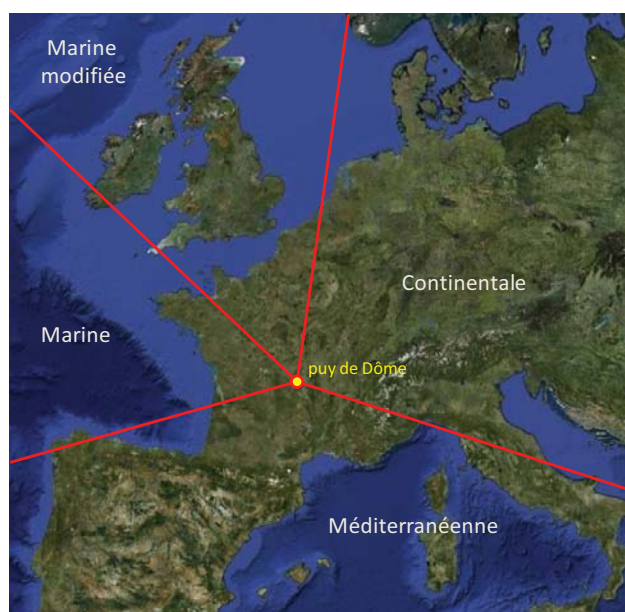 Marine
modifiée
Continentale
Marine
puy de Dôme
Méditerranéenne